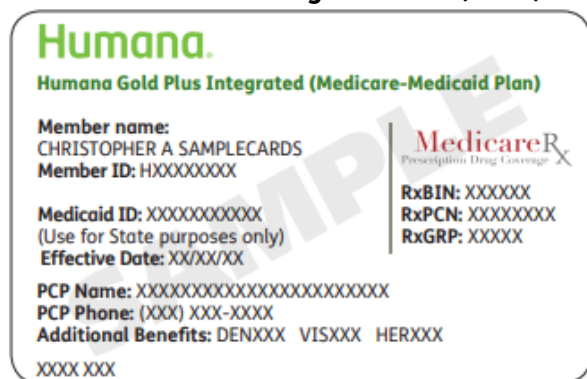 Humana.
Humana Gold Plus Integrated (Medicare-Medicaid Plan)
Member name:
CHRISTOPHER A SAMPLECARDS
Member ID: HXXXXXXXX
Medicaid ID: XXXXXXXXXXX
(Use for State purposes only)
Effective Date: XX/XX/XX
MedicareRx
Prescription Drug Coverage
RxBIN: XXXXXX
RxPCN: XXXXXXXX
RxGRP: XXXXX
PCP Name: XXXXXXXXXXXXXXXXXXXXXXX
PCP Phone: (XXX) XXX-XXXX
Additional Benefits: DENXXX VISXXX HERXXX
XXXX XXX
SAMPLE